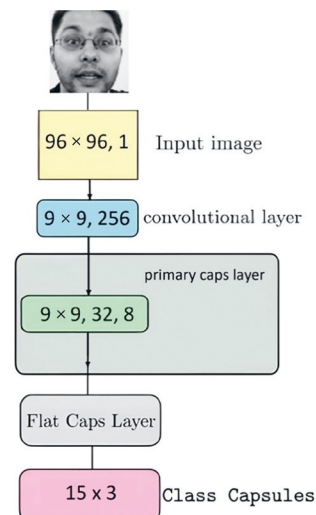 96 × 96, 1 Input image
9 × 9, 256 convolutional layer
primary caps layer
9 × 9, 32, 8
Flat Caps Layer
15 x 3 Class Capsules